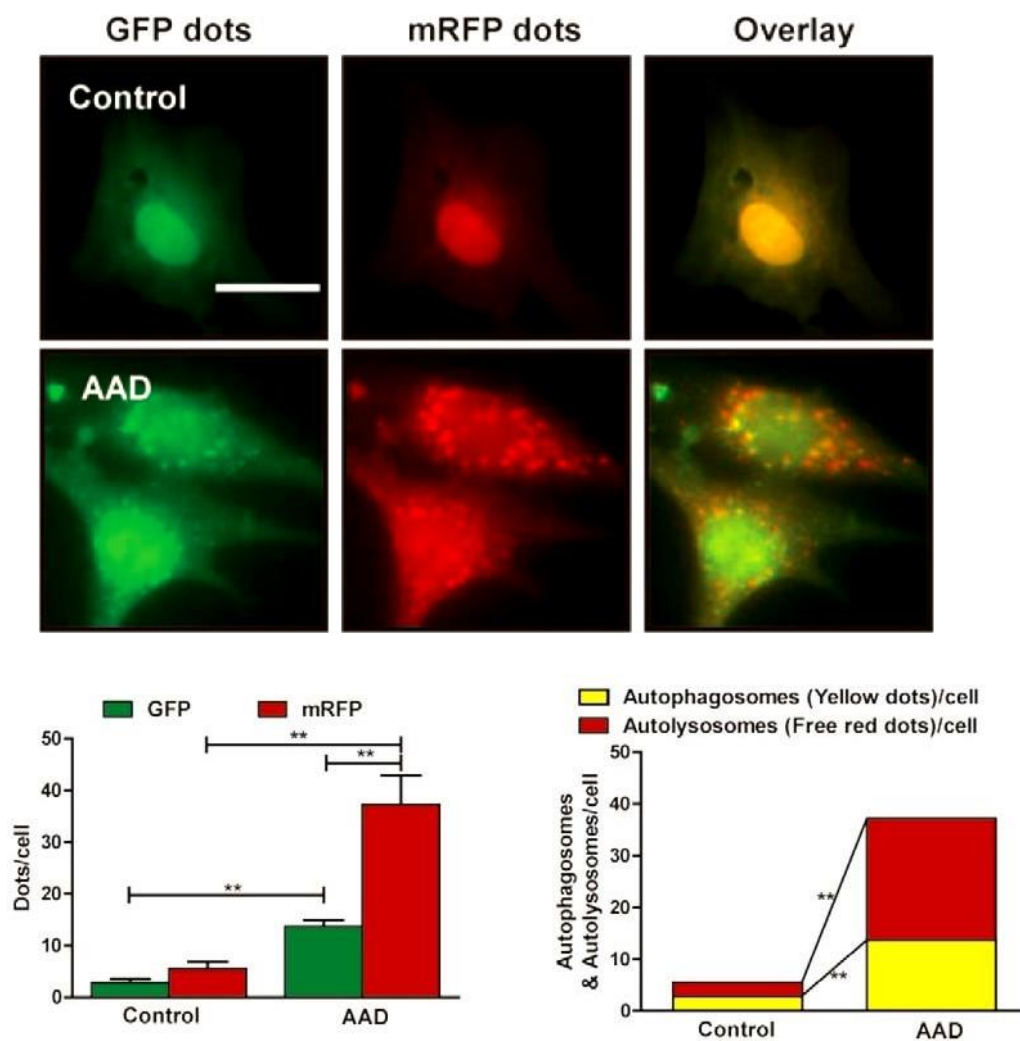 GFP dots mRFP dots Overlay
Control
AAD
GFP mRFP
50
40
30
20
10
0
Dots/cell
** **
**
Control AAD
Autophagosomes (Yellow dots)/cell
Autolysosomes (Free red dots)/cell
50
40
30
20
10
0
Autophagosomes
& Autolysosomes/cell
**
**
Control AAD